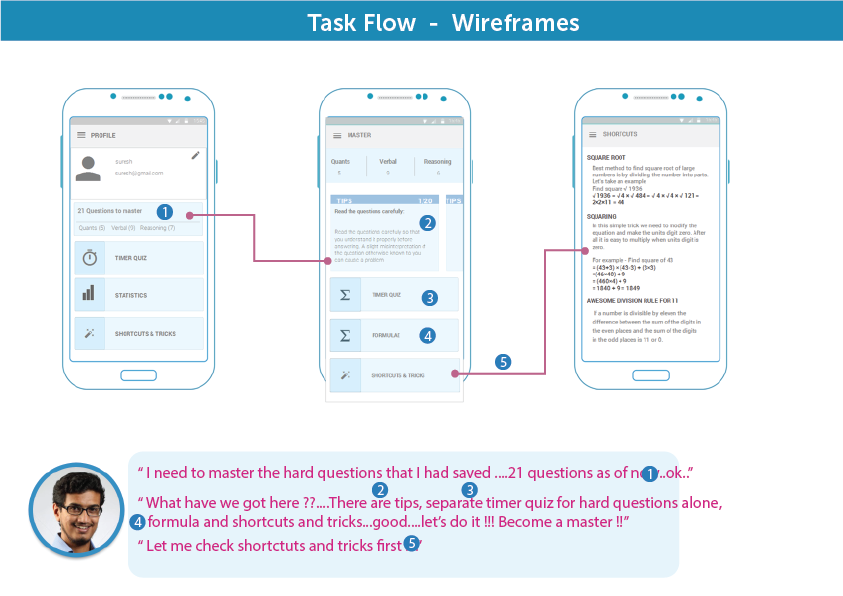 Task Flow - Wireframes
PROFILE
suresh
suresh@gmail.com
21 Questions to master
1
Quants (5) Verbal (9) Reasoning (7)
TIMER QUIZ
STATISTICS
SHORTCUTS & TRICKS
MASTER
Quants Verbal Reasoning
TIPS 120 TIPS
Read the questions carefully:
2
Read the questions carefully so that
you understand it properly before
answering. A slight misinterpretation if
the question otherwise known to you
can cause a problem
TIMER QUIZ
3
FORMULAE
4
SHORTCUTS & TRICKS
5
SHORTCUTS
SQUARE ROOT
Best method to find square root of large
numbers is by dividing the number into parts.
Let's take an example
Find squar √ 1936
√ 1936 = √ 4 × √ 484 = √ 4 × √ 4 × √ 121 =
2×2×11 = 44
SQUARING
In this simple trick we need to modify the
equation and make the units digit zero. After
all it is easy to multiply when units digit is
zero.
For example - Find square of 43
= (43+3) × (43-3) + (3×3)
=(46×40) + 9
= (460×4) + 9
= 1840 + 9 = 1849
AWESOME DIVISION RULE FOR 11
If a number is divisible by eleven the
difference between the sum of the digits in
the even places and the sum of the digits
in the odd places is 11 or 0.
“ I need to master the hard questions that I had saved ....21 questions as of now..ok..”
1
2 3
“ What have we got here ??....There are tips, separate timer quiz for hard questions alone,
4 formula and shortcuts and tricks...good....let’s do it !!! Become a master !!”
“ Let me check shortctuts and tricks first 5 ”